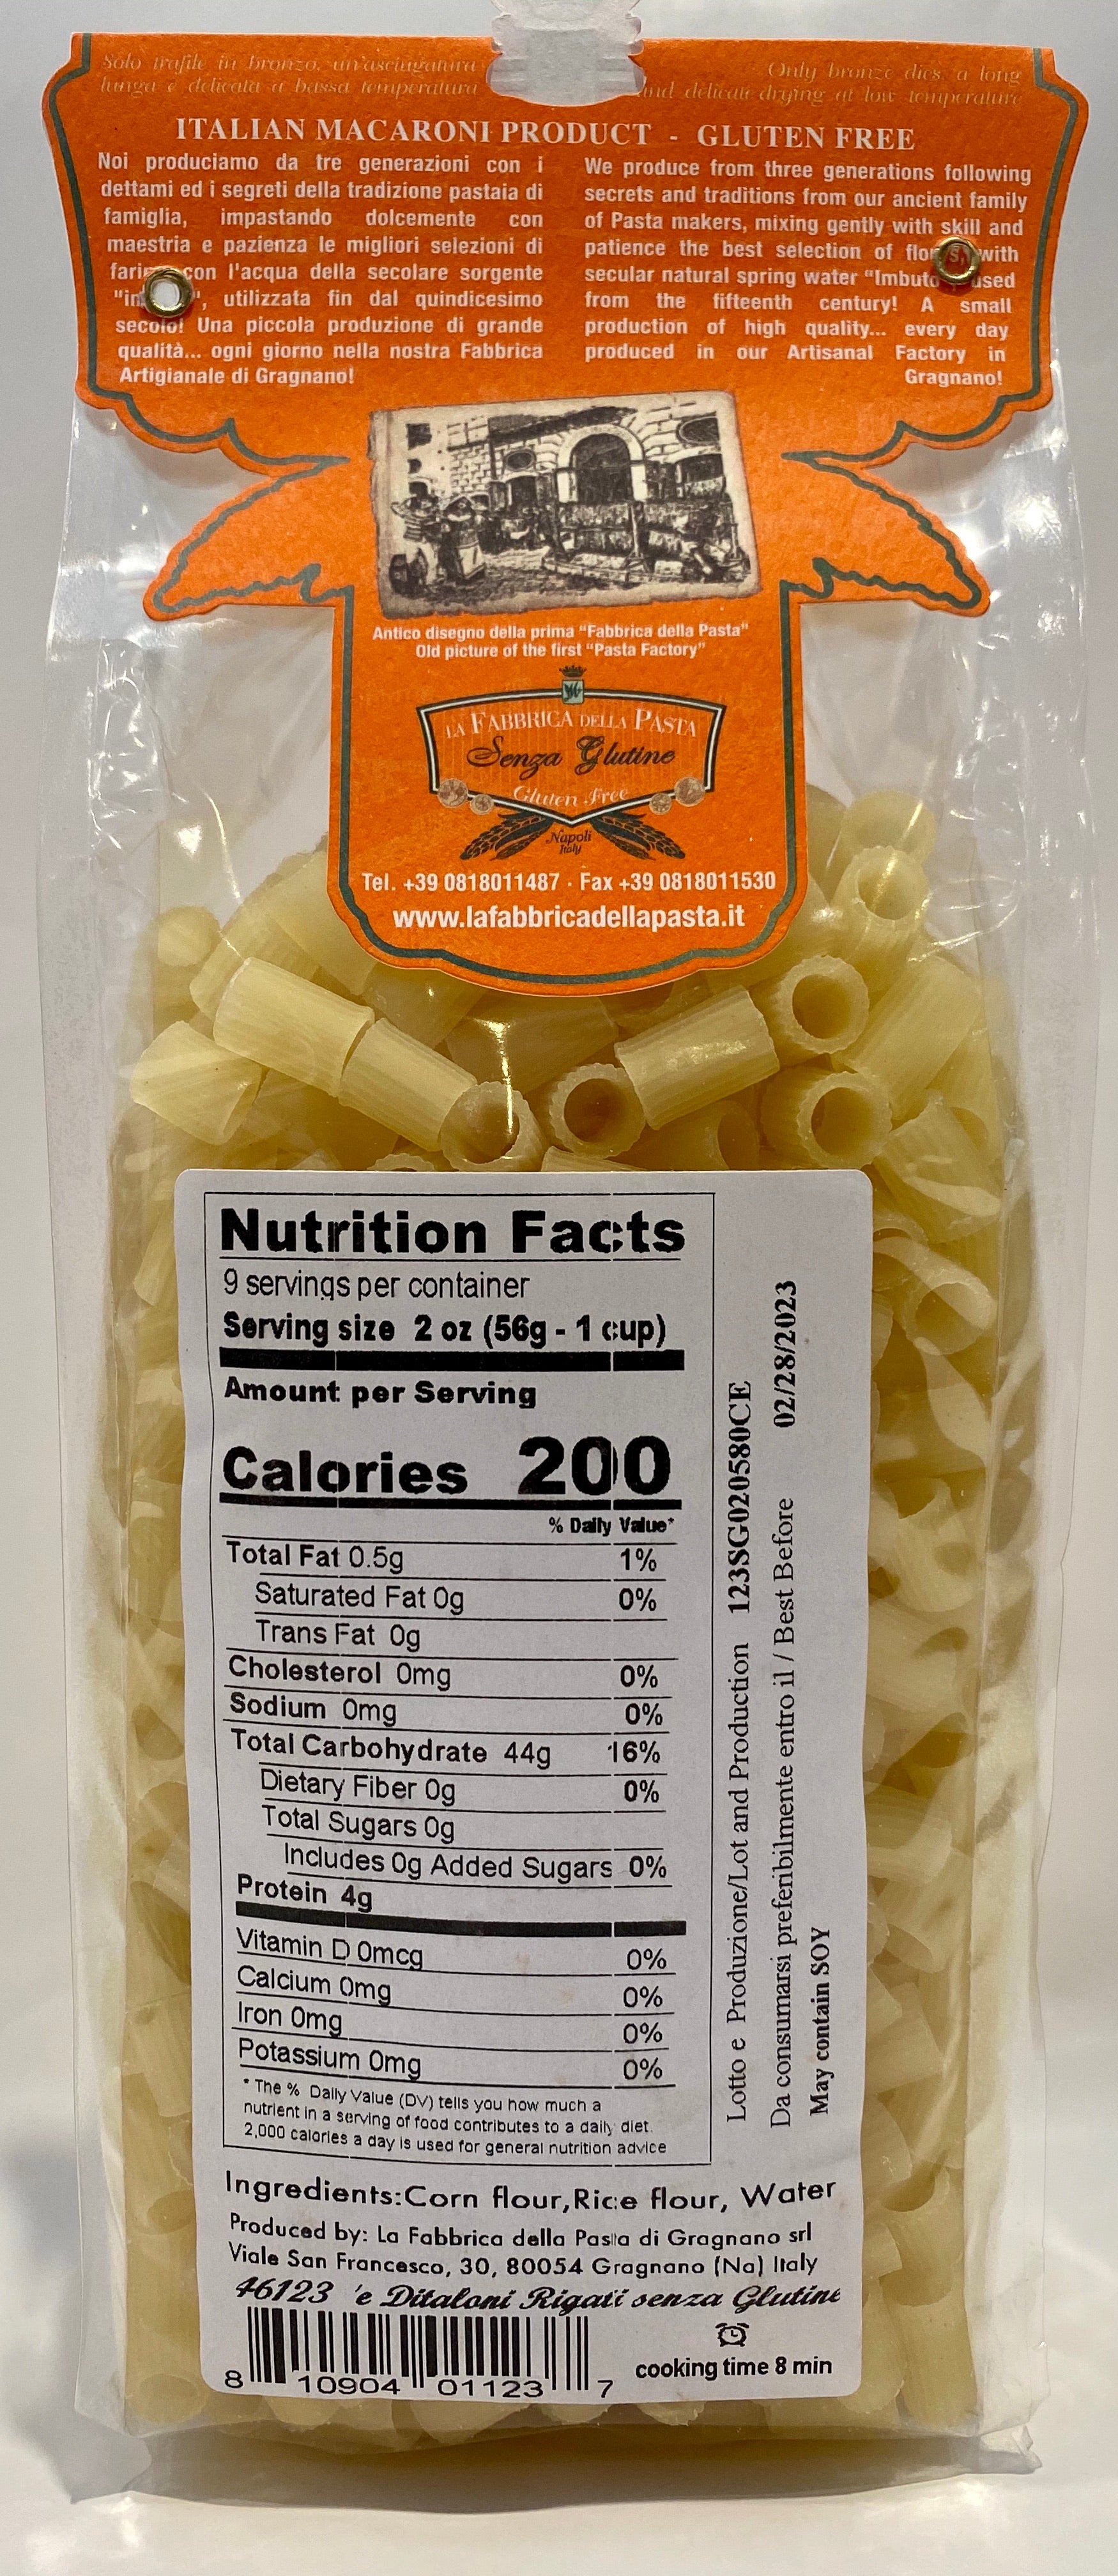 Solo trafile in bronzo, un'asciugatura
lunga e delicata a bassa temperatura
Only bronze dies, a long
and delicate drying at low temperature
ITALIAN MACARONI PRODUCT - GLUTEN FREE
Noi produciamo da tre generazioni con i
dettami ed i segreti della tradizione pastaia di
famiglia, impastando dolcemente con
maestria e pazienza le migliori selezioni di
con l'acqua della secolare sorgente
utilizzata fin dal quindicesimo
secolo! Una piccola produzione di grande
qualità... ogni giorno nella nostra Fabbrica
Artigianale di Gragnano!
We produce from three generations following
secrets and traditions from our ancient family
of Pasta makers, mixing gently with skill and
patience the best selection of with
secular natural spring water "Imbuto" used
from the fifteenth century! A small
production of high quality... every day
produced in our Artisanal Factory in
Gragnano!
Antico disegno della prima "Fabbrica della Pasta"
Old picture of the first "Pasta Factory"
LA FABBRICA DELLA PASTA
Senza Glutine
Gluten Free
Napoli
Italy
Tel. +39 0818011487 · Fax +39 0818011530
www.lafabbricadellapasta.it
Nutrition Facts
9 servings per container
Serving size 2 oz (56g - 1 cup)
Amount per Serving
Calories 200
% Daily Value*
Total Fat 0.5g 1%
Saturated Fat 0g 0%
Trans Fat 0g
Cholesterol 0mg 0%
Sodium 0mg 0%
Total Carbohydrate 44g 16%
Dietary Fiber 0g 0%
Total Sugars 0g
Includes 0g Added Sugars 0%
Protein 4g
Vitamin D 0mcg 0%
Calcium 0mg 0%
Iron 0mg 0%
Potassium 0mg 0%
* The % Daily Value (DV) tells you how much a
nutrient in a serving of food contributes to a daily diet.
2,000 calories a day is used for general nutrition advice
Lotto e Produzione/Lot and Production 123SG020580CE
Da consumarsi preferibilmente entro il / Best Before 02/28/2023
May contain SOY
Ingredients:Corn flour,Rice flour, Water
Produced by: La Fabbrica della Pasta di Gragnano srl
Viale San Francesco, 30, 80054 Gragnano (Na) Italy
46123 'e Ditaloni Rigati senza Glutine
cooking time 8 min
8 10904 01123 7